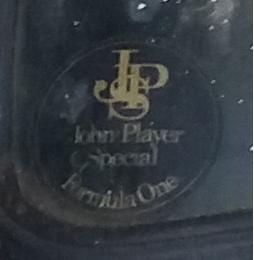 JPS
John Player
Special
Formula One